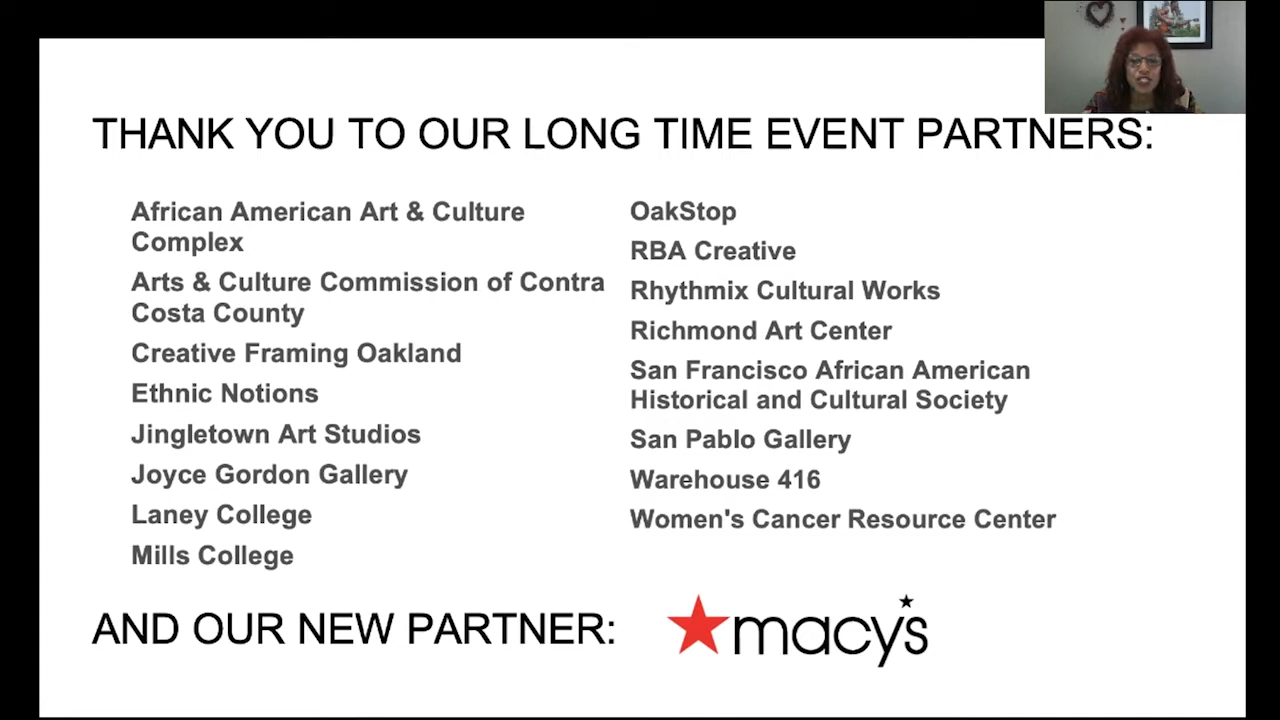 THANK YOU TO OUR LONG TIME EVENT PARTNERS:
African American Art & Culture
Complex
Arts & Culture Commission of Contra
Costa County
Creative Framing Oakland
Ethnic Notions
Jingletown Art Studios
Joyce Gordon Gallery
Laney College
Mills College
OakStop
RBA Creative
Rhythmix Cultural Works
Richmond Art Center
San Francisco African American
Historical and Cultural Society
San Pablo Gallery
Warehouse 416
Women's Cancer Resource Center
AND OUR NEW PARTNER:
macy's